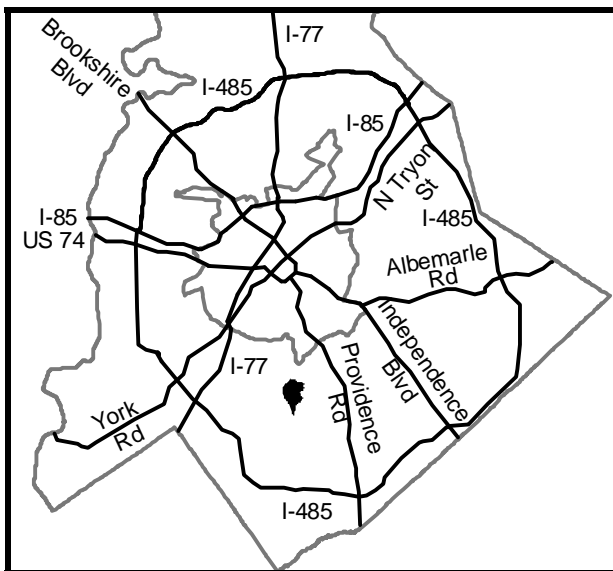 I-77
Brookshire
Blvd
I-485
I-85
N Tryon
St
I-85
US 74
I-485
Albemarle
Rd
Independence
Blvd
Providence
Rd
I-77
York
Rd
I-485